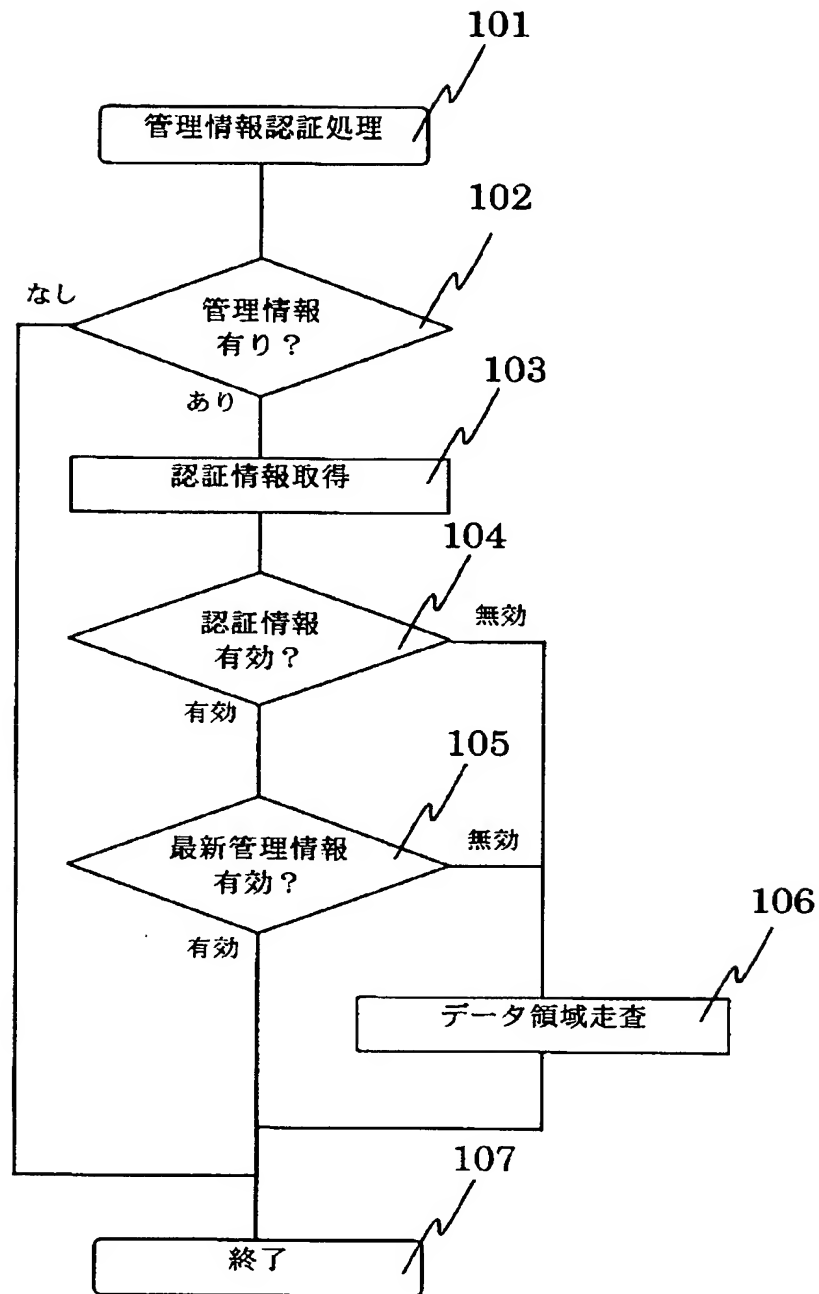 101
管理情報認証処理
102
なし
管理情報
有り？
あり
103
認証情報取得
104
認証情報
有効？
無効
有効
105
最新管理情報
有効？
無効
有効
106
データ領域走査
107
終了